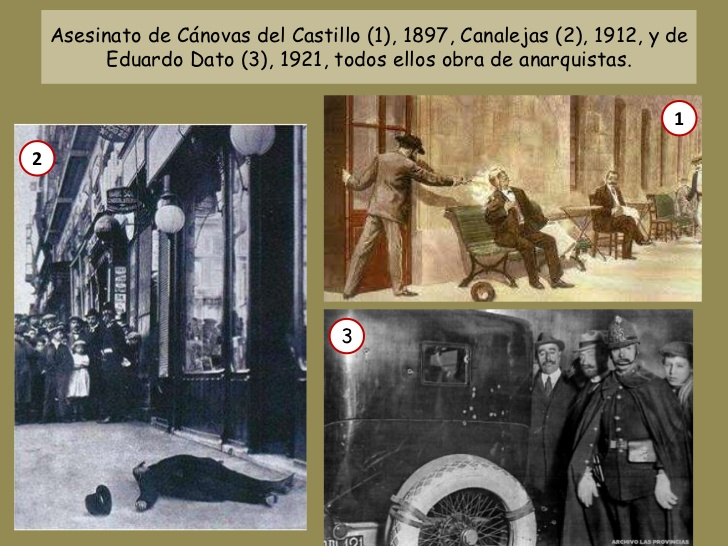 Asesinato de Cánovas del Castillo (1), 1897, Canalejas (2), 1912, y de
Eduardo Dato (3), 1921, todos ellos obra de anarquistas.
1
2
3
ARCHIVO LAS PROVINCIAS